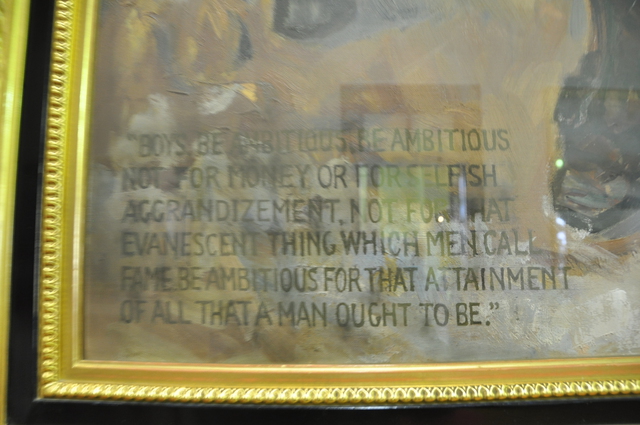 "BOYS, BE AMBITIOUS, BE AMBITIOUS
NOT FOR MONEY OR FOR SELFISH
AGGRANDIZEMENT, NOT FOR THAT
EVANESCENT THING WHICH MEN CALL
FAME. BE AMBITIOUS FOR THAT ATTAINMENT
OF ALL THAT A MAN OUGHT TO BE."